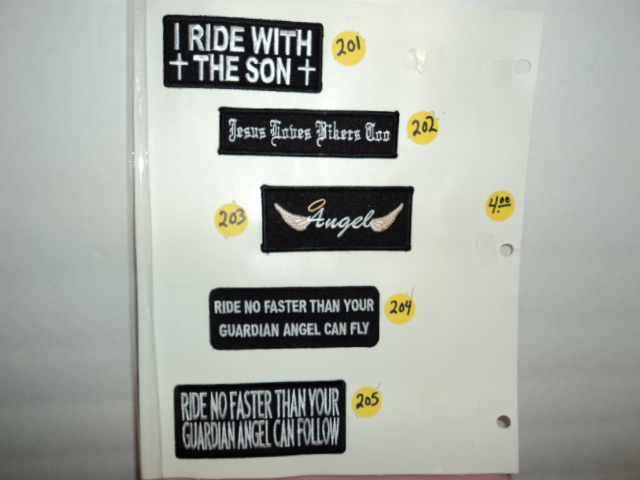 I RIDE WITH
THE SON
201
Jesus Loves Bikers Too
202
203
Angel
4.00
RIDE NO FASTER THAN YOUR
GUARDIAN ANGEL CAN FLY
204
RIDE NO FASTER THAN YOUR
GUARDIAN ANGEL CAN FOLLOW
205